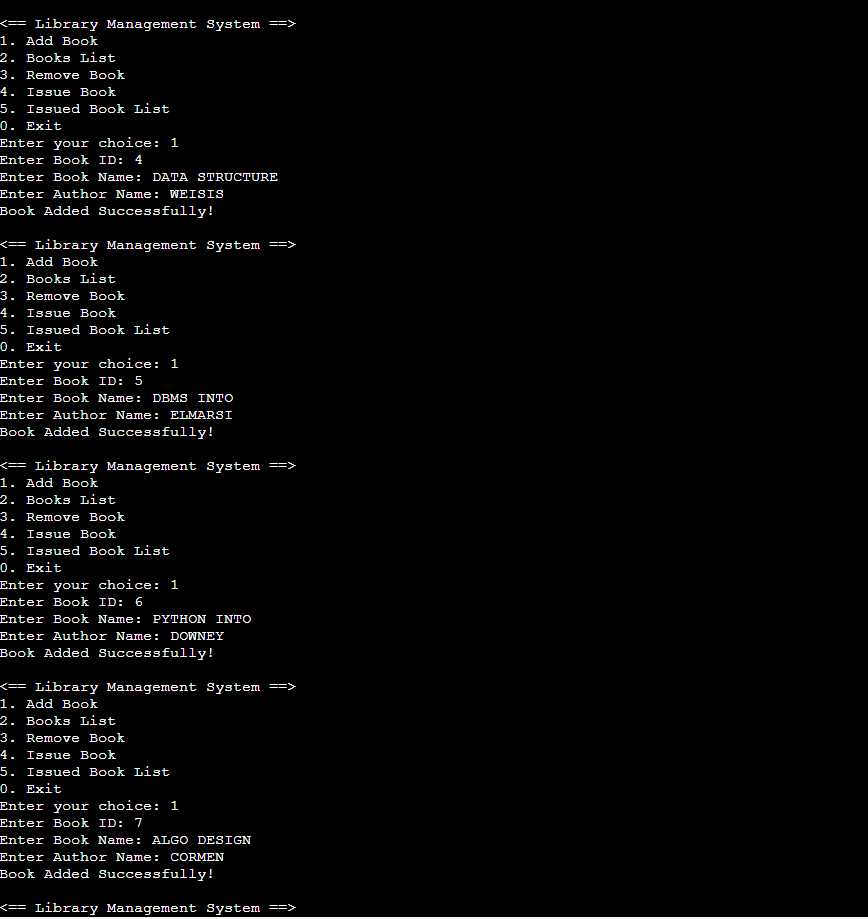 <== Library Management System ==>
1. Add Book
2. Books List
3. Remove Book
4. Issue Book
5. Issued Book List
0. Exit
Enter your choice: 1
Enter Book ID: 4
Enter Book Name: DATA STRUCTURE
Enter Author Name: WEISIS
Book Added Successfully!
<== Library Management System ==>
1. Add Book
2. Books List
3. Remove Book
4. Issue Book
5. Issued Book List
0. Exit
Enter your choice: 1
Enter Book ID: 5
Enter Book Name: DBMS INTO
Enter Author Name: ELMARSI
Book Added Successfully!
<== Library Management System ==>
1. Add Book
2. Books List
3. Remove Book
4. Issue Book
5. Issued Book List
0. Exit
Enter your choice: 1
Enter Book ID: 6
Enter Book Name: PYTHON INTO
Enter Author Name: DOWNEY
Book Added Successfully!
<== Library Management System ==>
1. Add Book
2. Books List
3. Remove Book
4. Issue Book
5. Issued Book List
0. Exit
Enter your choice: 1
Enter Book ID: 7
Enter Book Name: ALGO DESIGN
Enter Author Name: CORMEN
Book Added Successfully!
<== Library Management System ==>